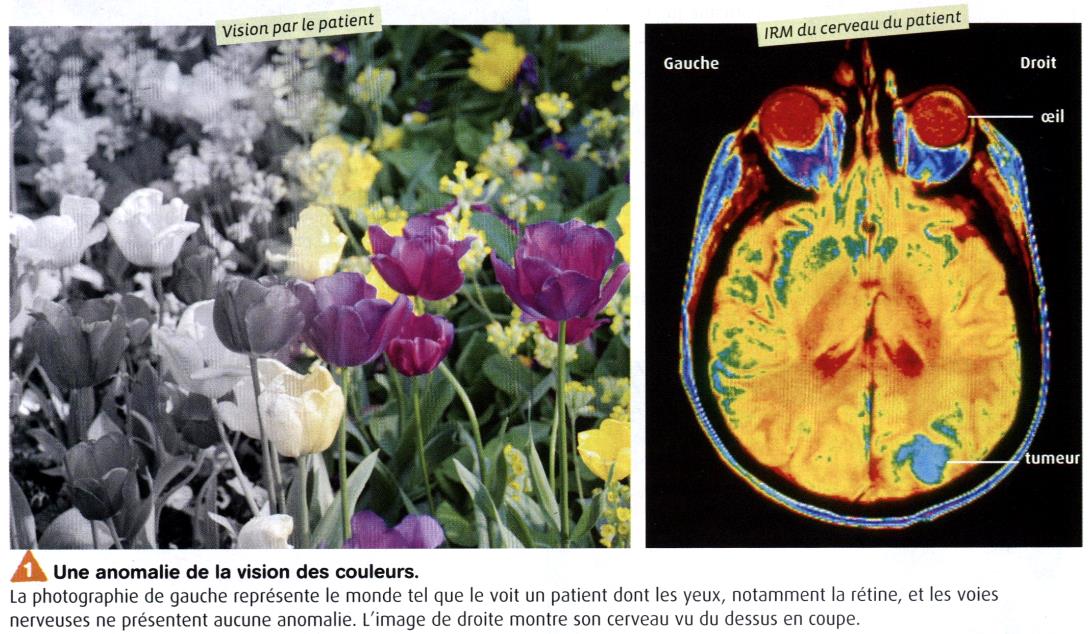 Vision par le patient
IRM du cerveau du patient
Gauche
Droit
œil
tumeur
1 Une anomalie de la vision des couleurs.
La photographie de gauche représente le monde tel que le voit un patient dont les yeux, notamment la rétine, et les voies
nerveuses ne présentent aucune anomalie. L'image de droite montre son cerveau vu du dessus en coupe.